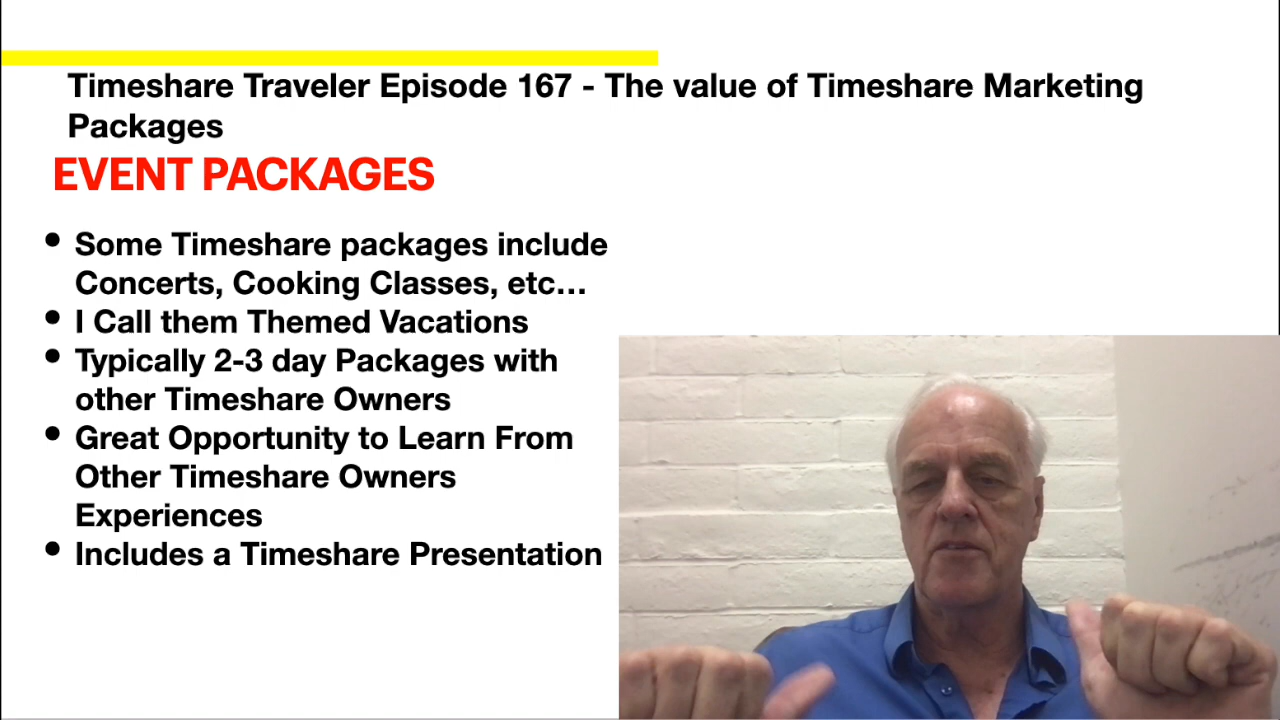 Timeshare Traveler Episode 167 - The value of Timeshare Marketing
Packages
EVENT PACKAGES
• Some Timeshare packages include
Concerts, Cooking Classes, etc…
• I Call them Themed Vacations
• Typically 2-3 day Packages with
other Timeshare Owners
• Great Opportunity to Learn From
Other Timeshare Owners
Experiences
• Includes a Timeshare Presentation